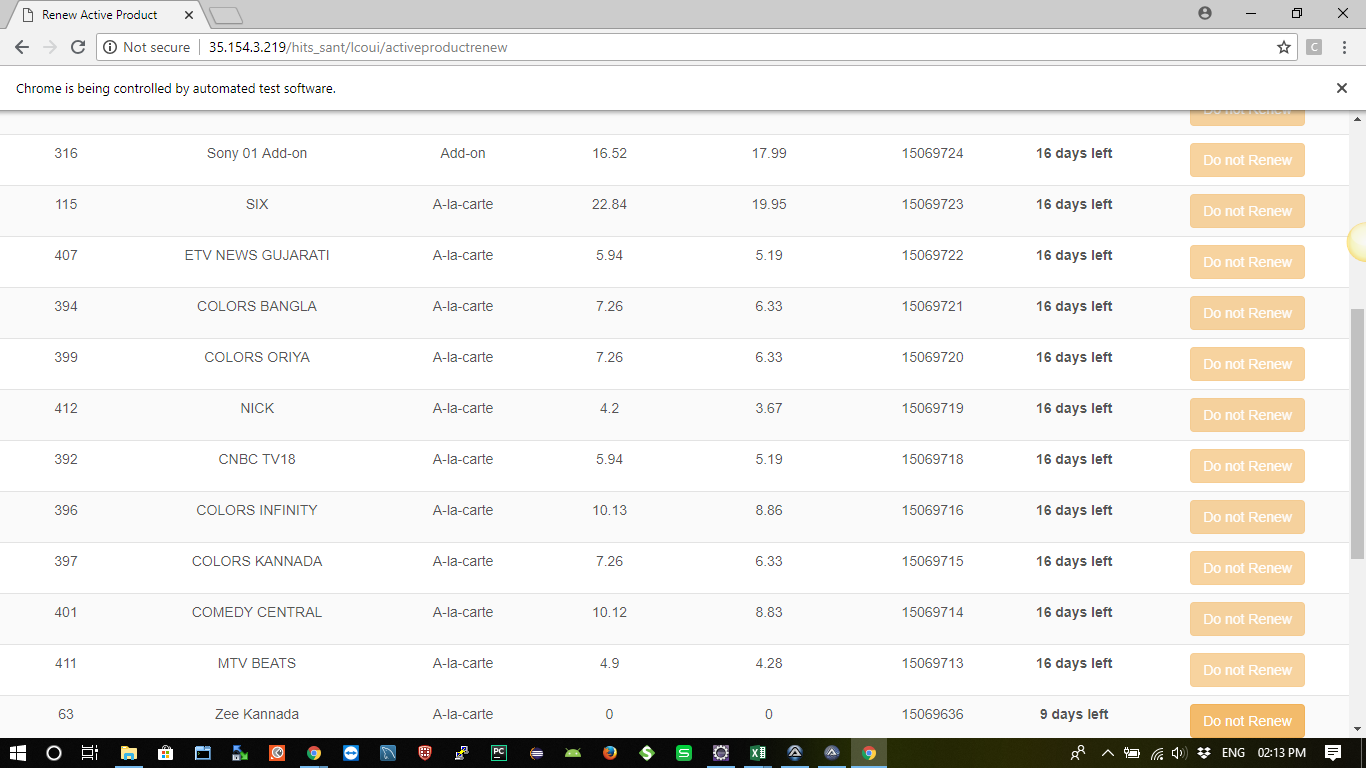 Renew Active Product
Not secure 35.154.3.219/hits_sant/lcoui/activeproductrenew
C
Chrome is being controlled by automated test software.
Do not Renew
316 Sony 01 Add-on Add-on 16.52 17.99 15069724 16 days left Do not Renew
115 SIX A-la-carte 22.84 19.95 15069723 16 days left Do not Renew
407 ETV NEWS GUJARATI A-la-carte 5.94 5.19 15069722 16 days left Do not Renew
394 COLORS BANGLA A-la-carte 7.26 6.33 15069721 16 days left Do not Renew
399 COLORS ORIYA A-la-carte 7.26 6.33 15069720 16 days left Do not Renew
412 NICK A-la-carte 4.2 3.67 15069719 16 days left Do not Renew
392 CNBC TV18 A-la-carte 5.94 5.19 15069718 16 days left Do not Renew
396 COLORS INFINITY A-la-carte 10.13 8.86 15069716 16 days left Do not Renew
397 COLORS KANNADA A-la-carte 7.26 6.33 15069715 16 days left Do not Renew
401 COMEDY CENTRAL A-la-carte 10.12 8.83 15069714 16 days left Do not Renew
411 MTV BEATS A-la-carte 4.9 4.28 15069713 16 days left Do not Renew
63 Zee Kannada A-la-carte 0 0 15069636 9 days left Do not Renew
PC ENG 02:13 PM